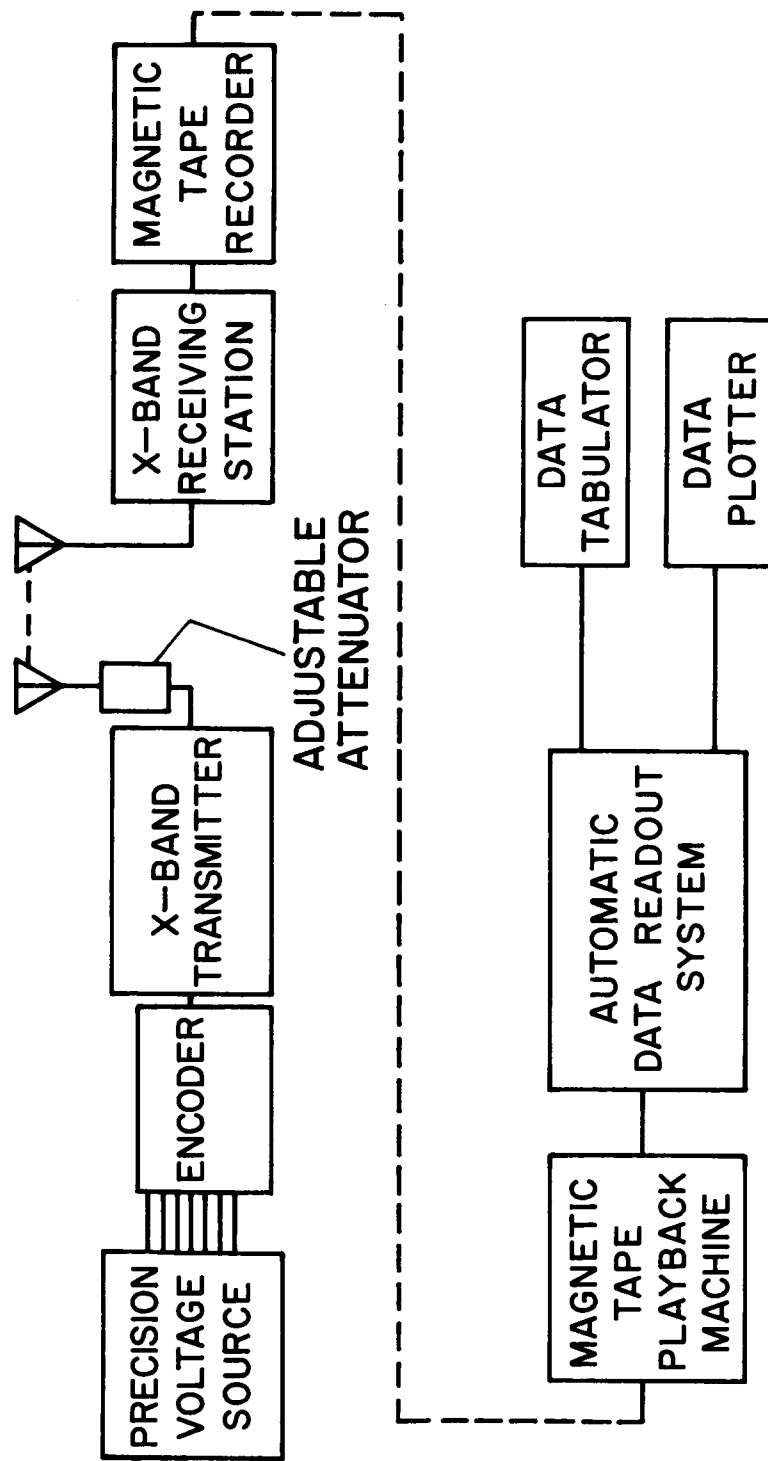 PRECISION
VOLTAGE
SOURCE
ENCODER
X-BAND
TRANSMITTER
ADJUSTABLE
ATTENUATOR
X-BAND
RECEIVING
STATION
MAGNETIC
TAPE
RECORDER
MAGNETIC
TAPE
PLAYBACK
MACHINE
AUTOMATIC
DATA READOUT
SYSTEM
DATA
TABULATOR
DATA
PLOTTER